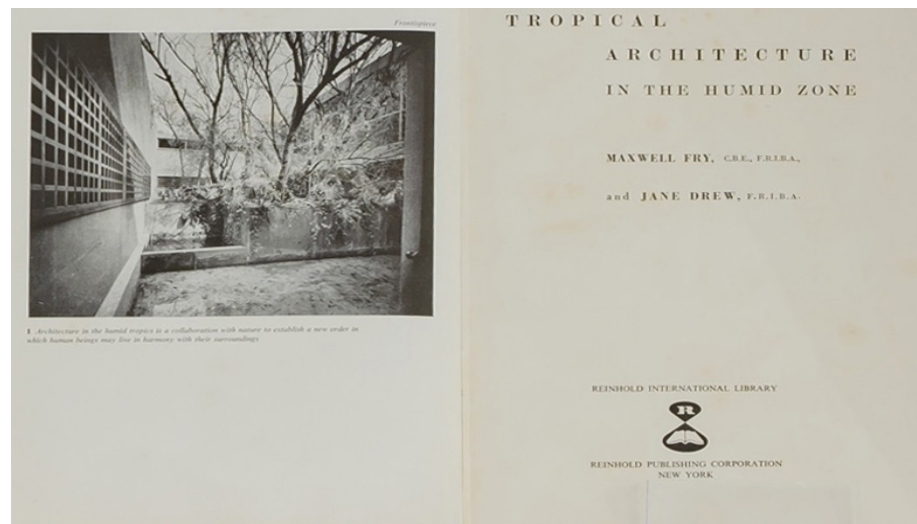 Frontispiece
1 Architecture in the humid tropics is a collaboration with nature to establish a new order in
which human beings may live in harmony with their surroundings
TROPICAL
ARCHITECTURE
IN THE HUMID ZONE
MAXWELL FRY, C.B.E., F.R.I.B.A.,
and JANE DREW, F.R.I.B.A.
REINHOLD INTERNATIONAL LIBRARY
R
REINHOLD PUBLISHING CORPORATION
NEW YORK